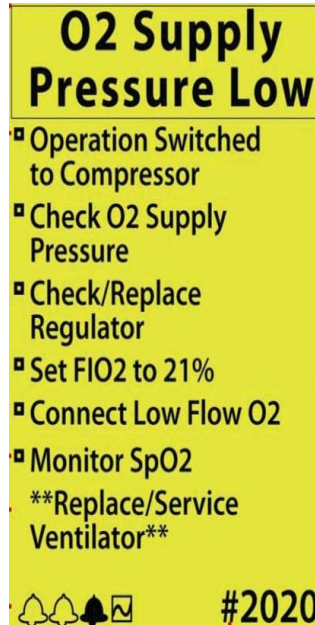 O2 Supply
Pressure Low
Operation Switched
to Compressor
Check O2 Supply
Pressure
Check/Replace
Regulator
Set FIO2 to 21%
Connect Low Flow O2
Monitor SpO2
**Replace/Service
Ventilator**
#2020